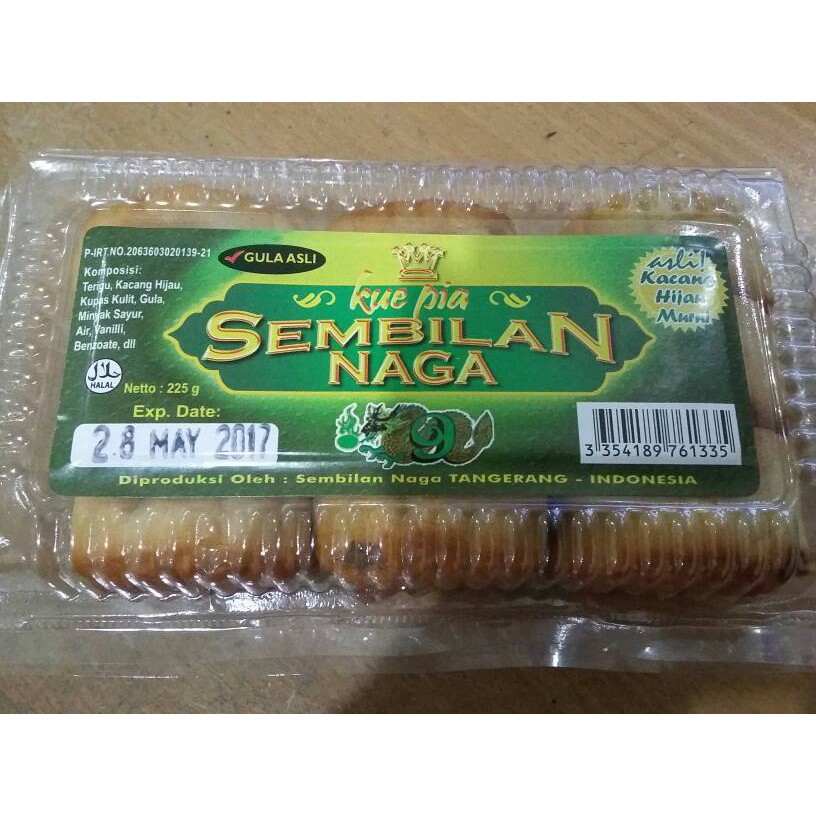 P-IRT.NO.2063603020139-21
GULA ASLI
Komposisi:
Terigu, Kacang Hijau,
Kupas Kulit, Gula,
Minyak Sayur,
Air, Vanilli,
Benzoate, dll
HALAL
Netto : 225 g
Exp. Date:
2.8 MAY 2017
kue pia
SEMBILAN
NAGA
9
asli!
Kacang
Hijau
Murni
3 354189 761335
Diproduksi Oleh : Sembilan Naga TANGERANG - INDONESIA